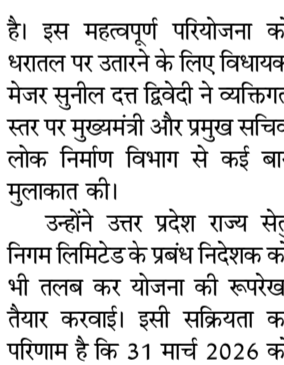 है। इस महत्वपूर्ण परियोजना को
धरातल पर उतारने के लिए विधायक
मेजर सुनील दत्त द्विवेदी ने व्यक्तिगत
स्तर पर मुख्यमंत्री और प्रमुख सचिव
लोक निर्माण विभाग से कई बार
मुलाकात की।
उन्होंने उत्तर प्रदेश राज्य सेतु
निगम लिमिटेड के प्रबंध निदेशक को
भी तलब कर योजना की रूपरेखा
तैयार करवाई। इसी सक्रियता का
परिणाम है कि 31 मार्च 2026 को